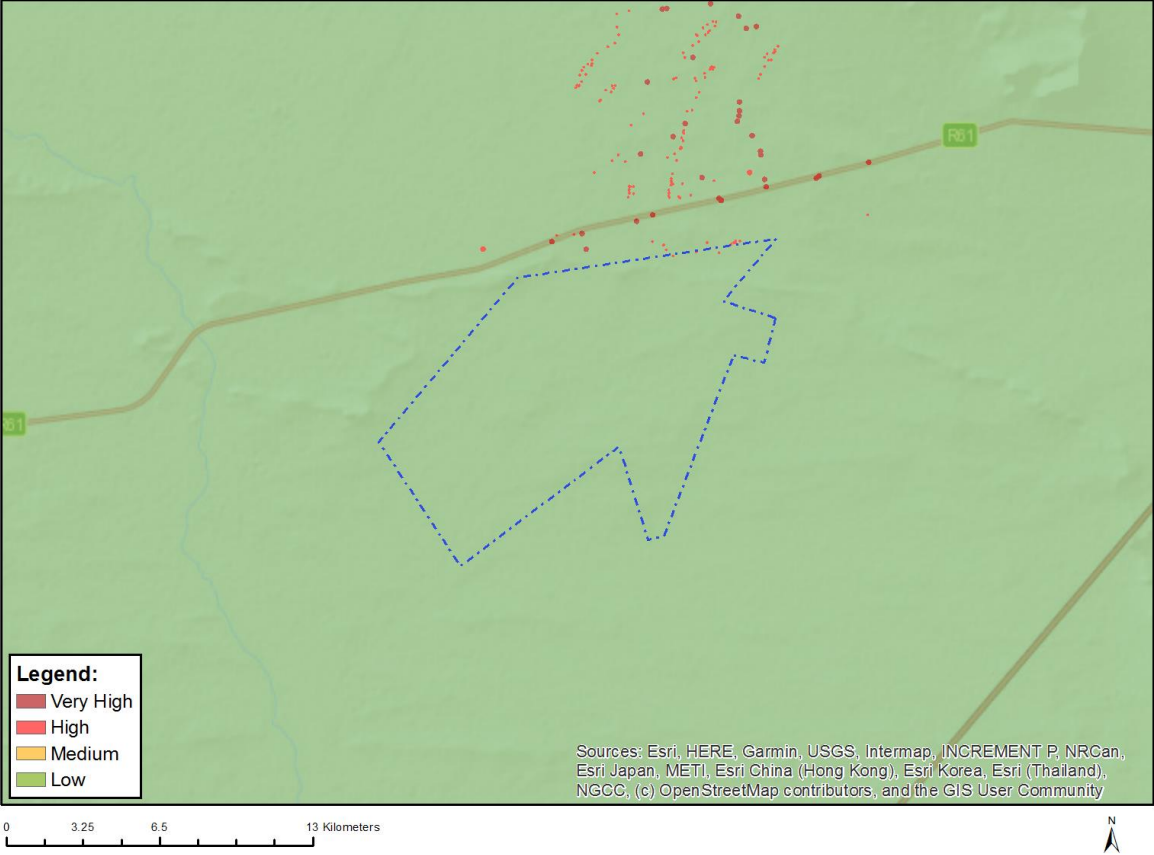 R61
R61
Legend:
Very High
High
Medium
Low
Sources: Esri, HERE, Garmin, USGS, Intermap, INCREMENT P, NRCan,
Esri Japan, METI, Esri China (Hong Kong), Esri Korea, Esri (Thailand),
NGCC, (c) OpenStreetMap contributors, and the GIS User Community
0 3.25 6.5 13 Kilometers
N